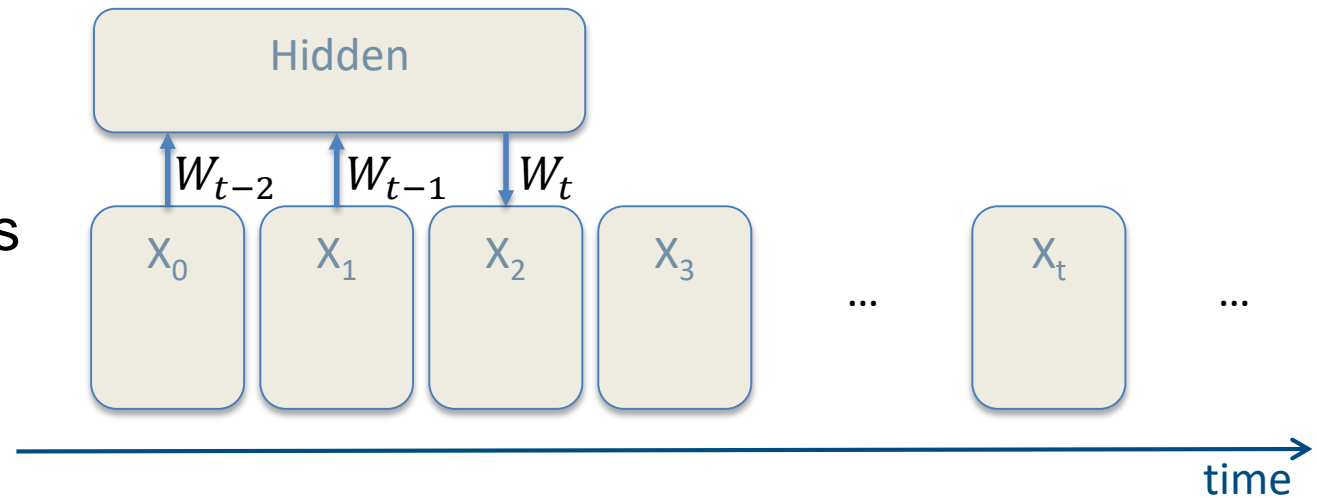 Hidden
W_{t-2} W_{t-1} W_t
s
X_0 X_1 X_2 X_3 ... X_t ...
time